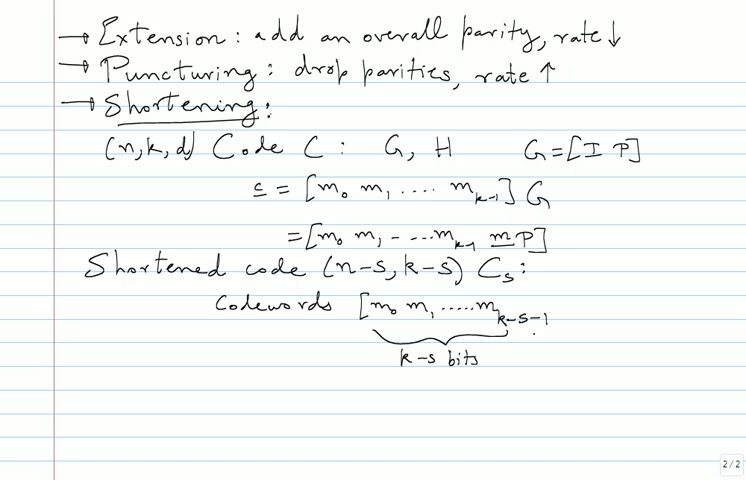 → Extension: add an overall parity, rate ↓
→ Puncturing: drop parities, rate ↑
→ Shortening:
(n,k,d) Code C: G, H G=[I P]
c = [m₀ m₁ .... mₖ₋₁] G
= [m₀ m₁ - ...mₖ₋₁ m P]
Shortened code (n-s, k-s) Cₛ:
Codewords [m₀ m₁ ..... mₖ₋ₛ₋₁
k-s bits
2/2